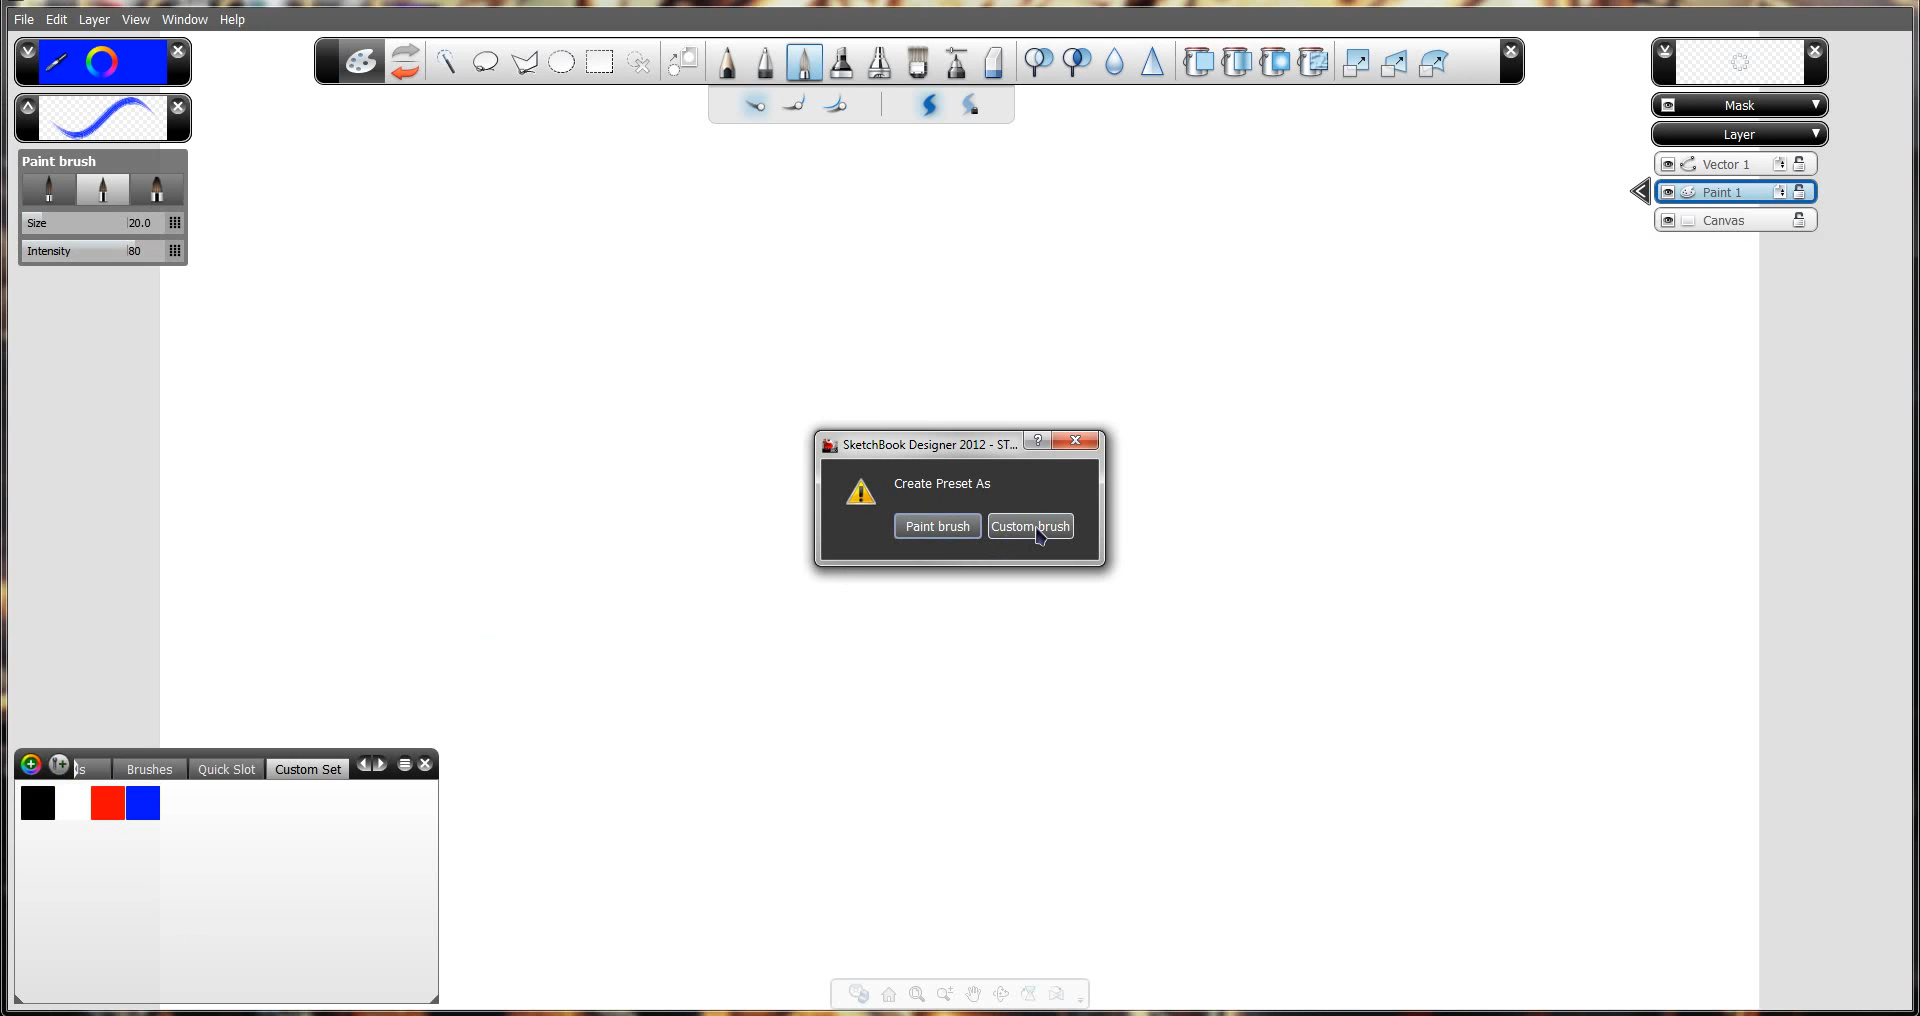 File Edit Layer View Window Help
Mask
Layer
Vector 1
Paint 1
Canvas
Paint brush
Size 20.0
Intensity 80
SketchBook Designer 2012 - ST...
Create Preset As
Paint brush Custom brush
Brushes Quick Slot Custom Set